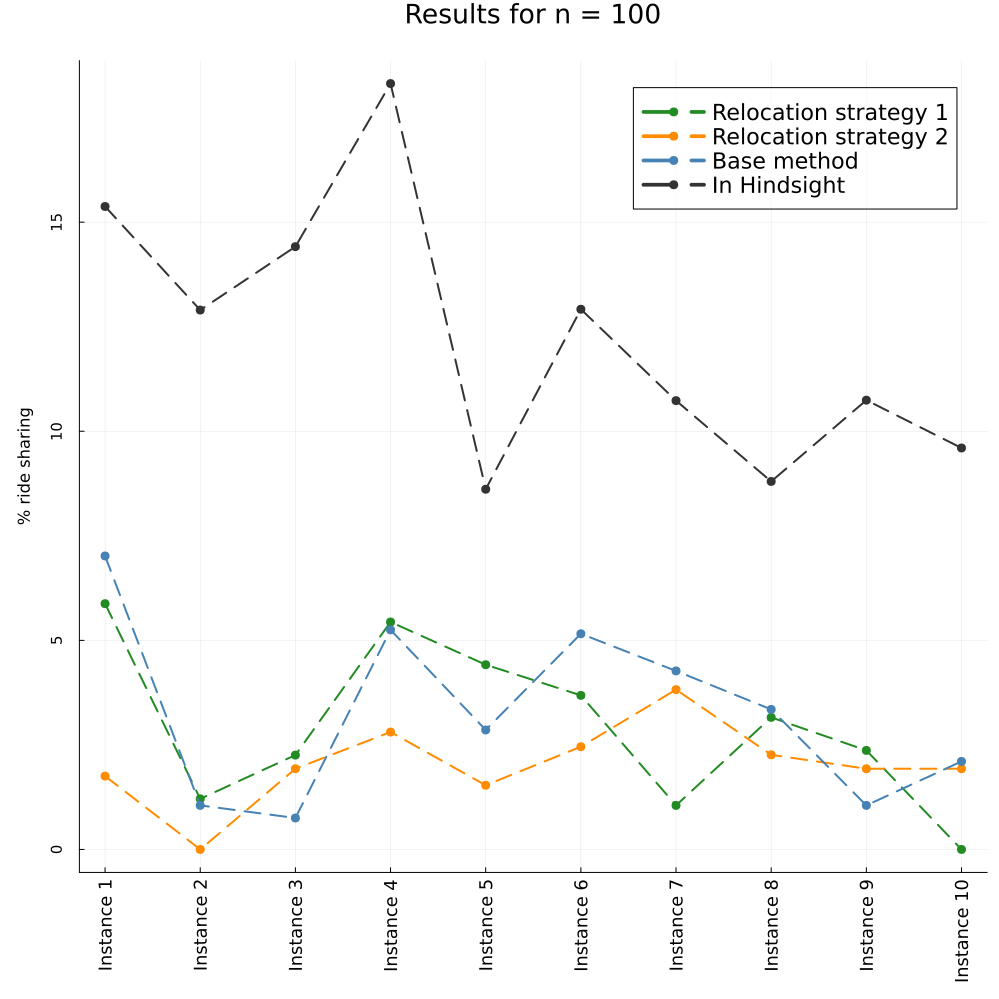 Results for n = 100
Relocation strategy 1
Relocation strategy 2
Base method
In Hindsight
% ride sharing
15
10
5
0
Instance 1
Instance 2
Instance 3
Instance 4
Instance 5
Instance 6
Instance 7
Instance 8
Instance 9
Instance 10